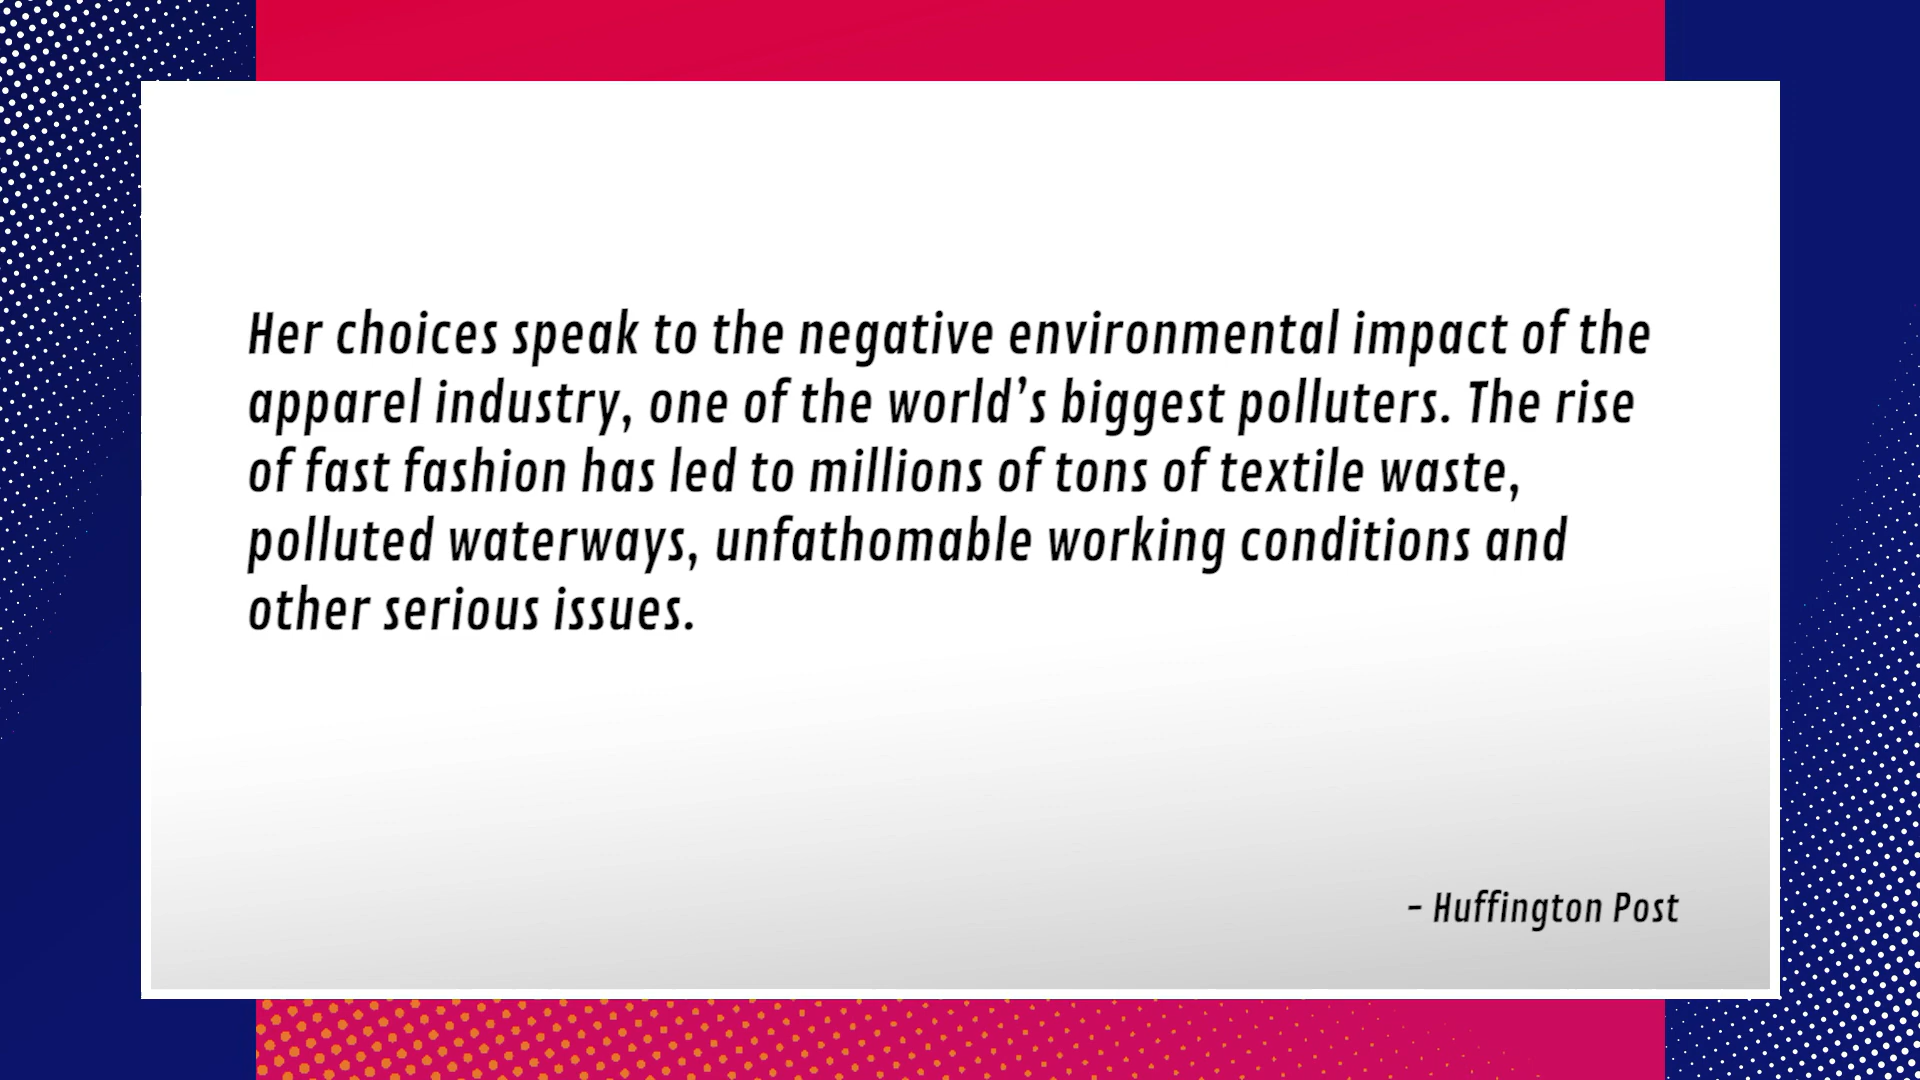 Her choices speak to the negative environmental impact of the
apparel industry, one of the world’s biggest polluters. The rise
of fast fashion has led to millions of tons of textile waste,
polluted waterways, unfathomable working conditions and
other serious issues.
- Huffington Post